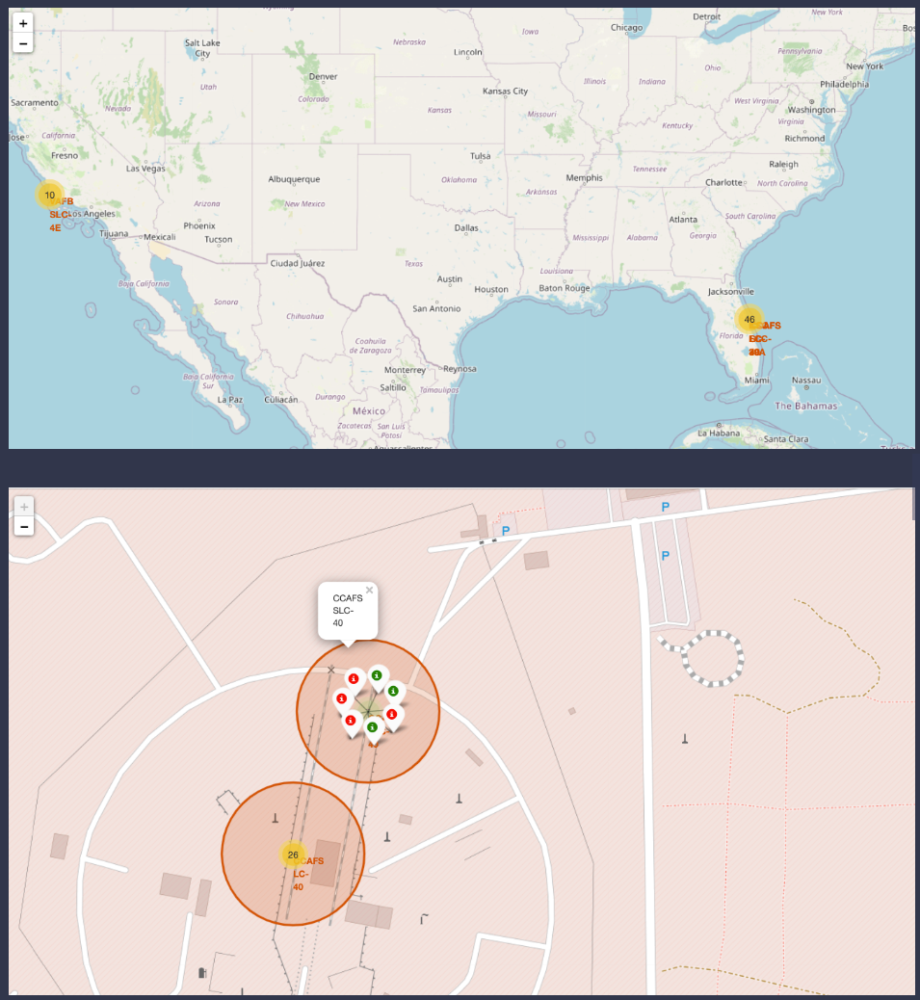 +
−
Wyoming
Salt Lake
City
Nebraska
Lincoln
Iowa
Chicago
Detroit
New York
Pennsylvania
New York
Philadelphia
Denver
Utah
Colorado
Kansas City
Illinois
Indiana
Ohio
Sacramento
Nevada
Kansas
Missouri
West Virginia
Washington
Virginia
Richmond
California
Fresno
Las Vegas
Kentucky
Tulsa
Albuquerque
Oklahoma
Arkansas
Memphis
Tennessee
Raleigh
Charlotte
North Carolina
10
SLC-
4E
Los Angeles
Arizona
New Mexico
Phoenix
Tucson
Tijuana
Mexicali
Dallas
Mississippi
Alabama
Atlanta
Georgia
South Carolina
Ciudad Juárez
Texas
Louisiana
Baja California
Austin
Houston
Baton Rouge
Jacksonville
Sonora
Chihuahua
San Antonio
46
Florida
Coahuila
de Zaragoza
Monterrey
Reynosa
Saltillo
Tamaulipas
Miami
Nassau
The Bahamas
Baja California
Sur
La Paz
Culiacán
Durango
México
Zacatecas
San Luis
Potosí
Aguascalientes
La Habana
Santa Clara
+
−
P
P
P
CCAFS
SLC-
40
×
26
CCAFS
LC-
40